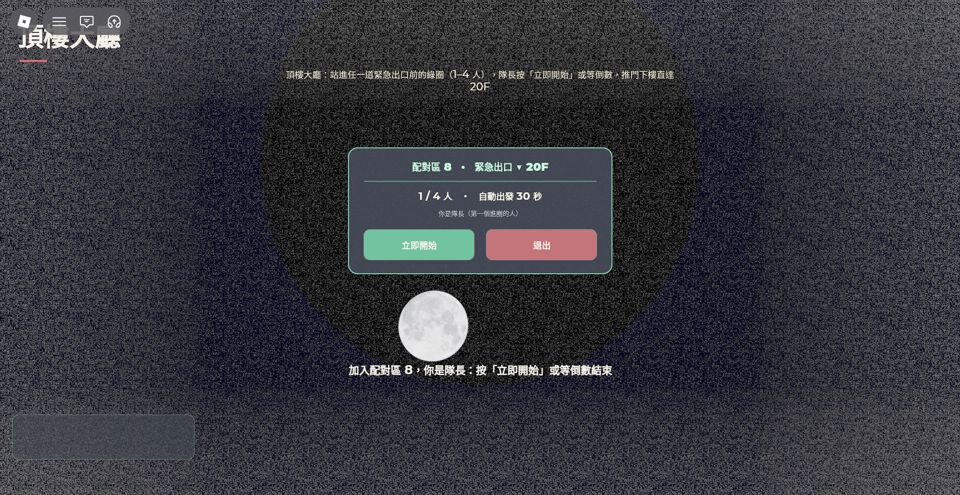 頂樓大廳
頂樓大廳：站進任一道緊急出口前的綠圈（1–4 人），隊長按「立即開始」或等倒數，推門下樓直達
20F
配對區 8 • 緊急出口 ▼ 20F
1 / 4 人 • 自動出發 30 秒
你是隊長（第一個進圈的人）
立即開始
退出
加入配對區 8，你是隊長：按「立即開始」或等倒數結束